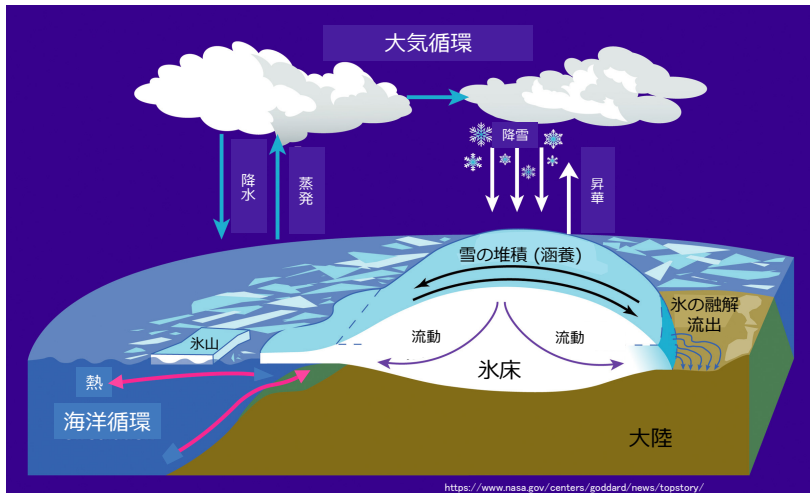 大気循環
降雪
降水
蒸発
昇華
雪の堆積 (涵養)
氷の融解
流出
氷山
流動
流動
氷床
熱
海洋循環
大陸
https://www.nasa.gov/centers/goddard/news/topstory/